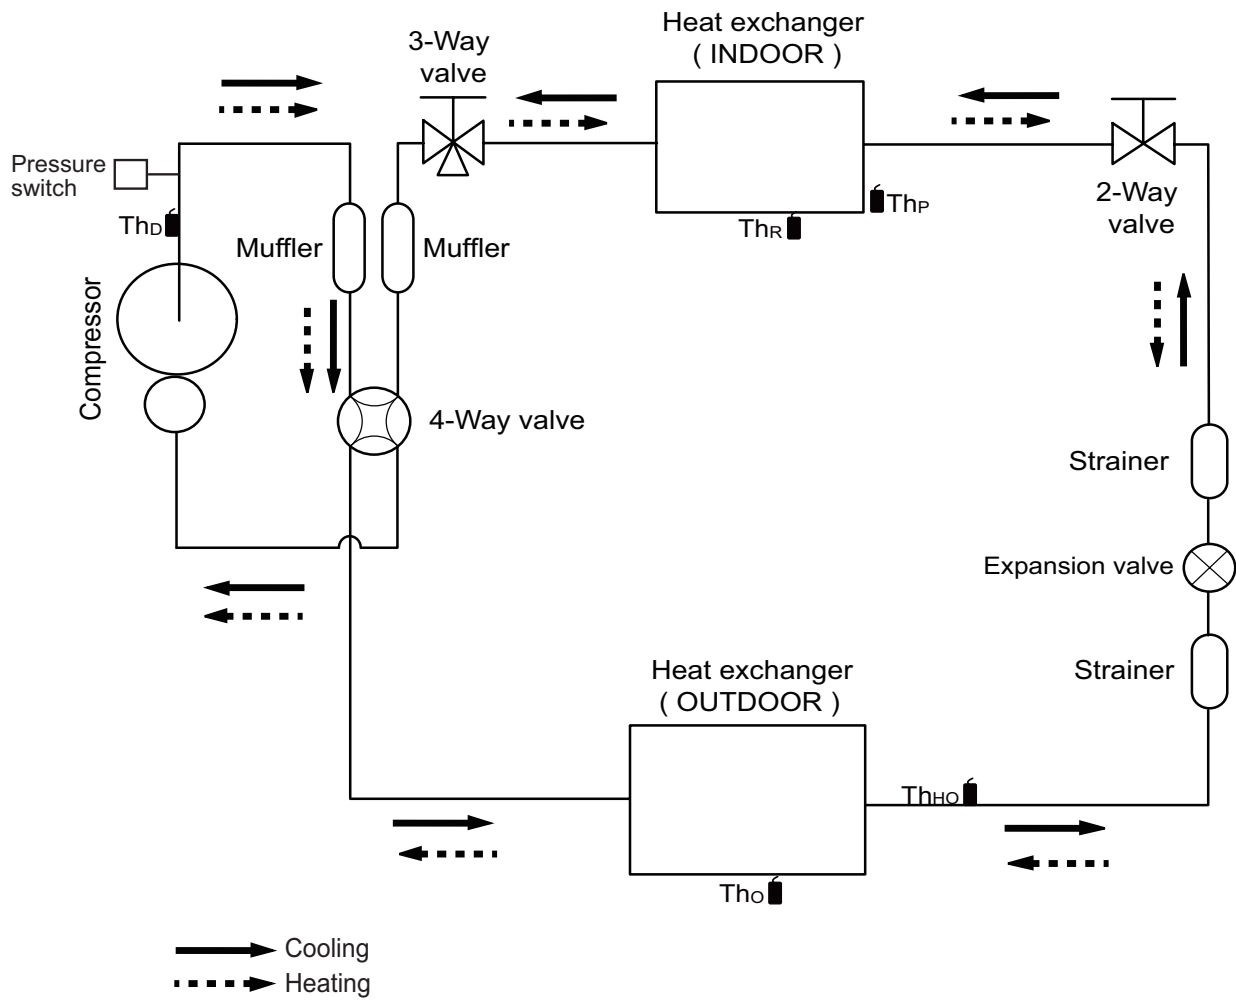 Heat exchanger
( INDOOR )
3-Way
valve
Pressure
switch
ThD
Muffler
Muffler
ThR
ThP
2-Way
valve
Compressor
4-Way valve
Strainer
Expansion valve
Strainer
Heat exchanger
( OUTDOOR )
ThHO
ThO
Cooling
Heating